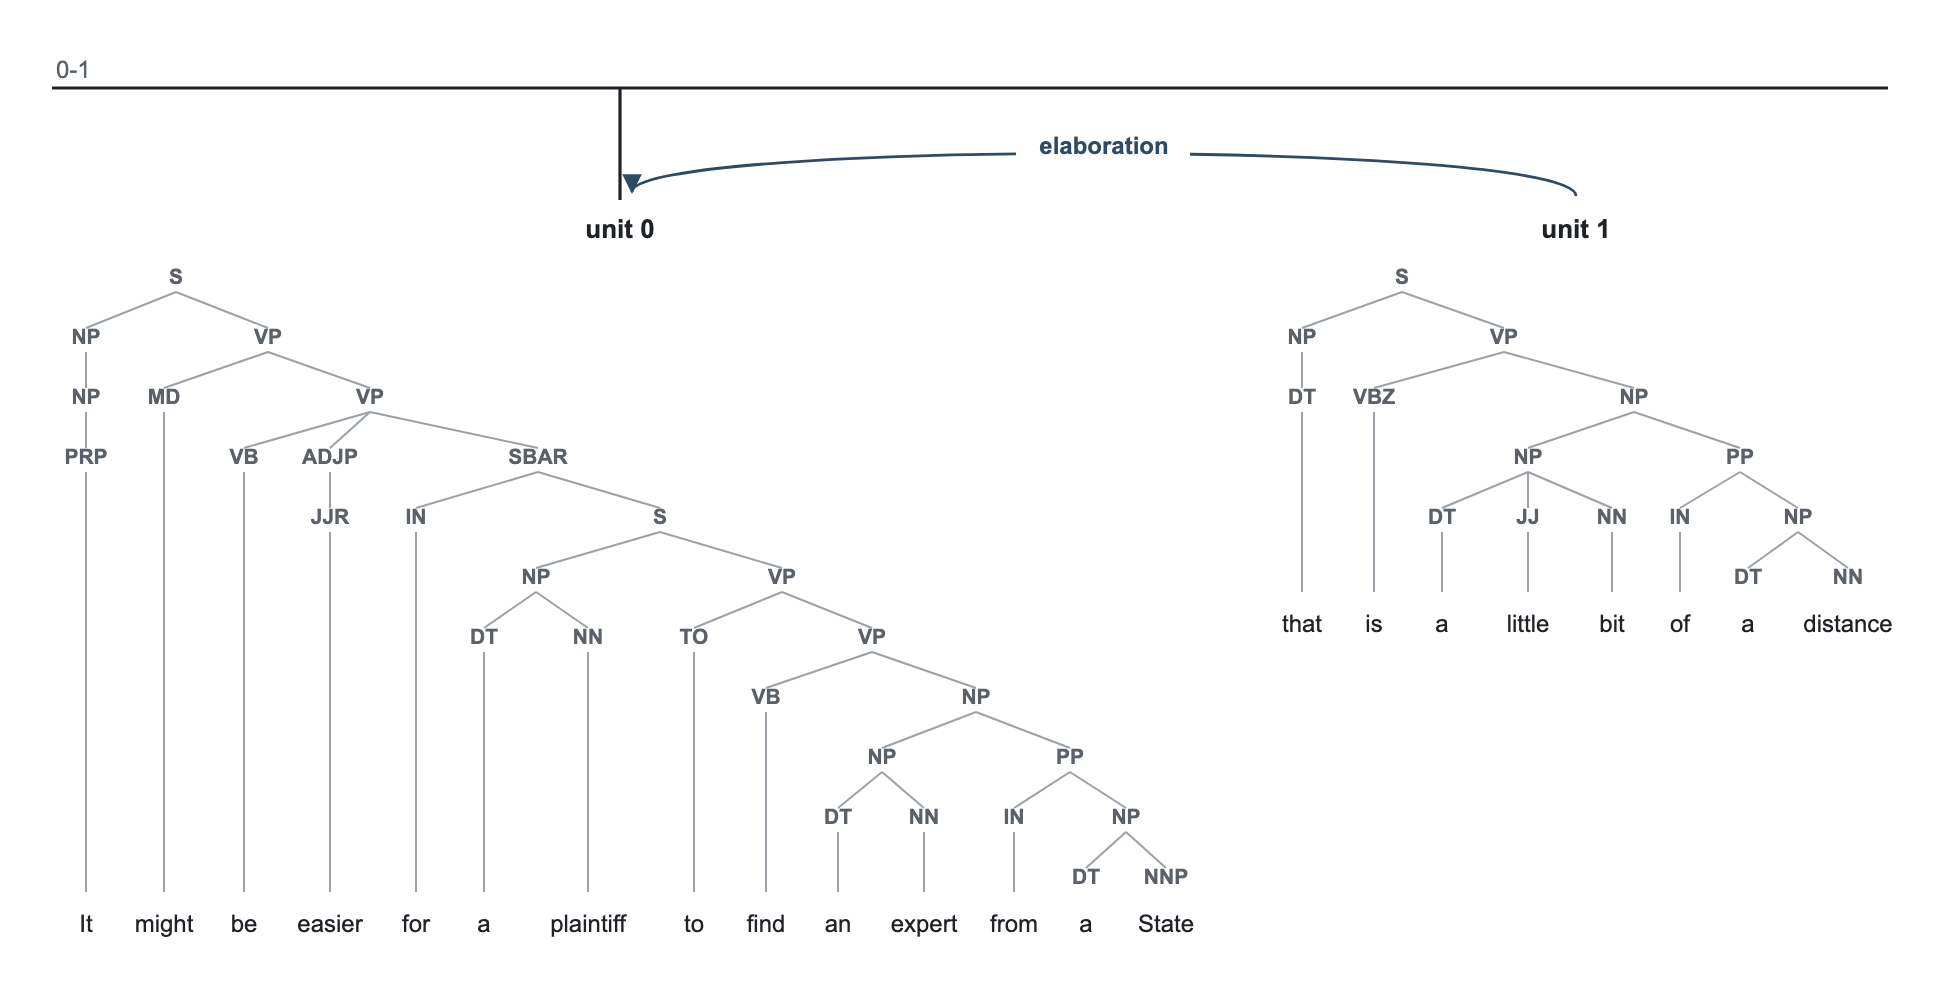 0-1
elaboration
unit 0 unit 1
S S
NP VP NP VP
NP MD VP DT VBZ NP
PRP VB ADJP SBAR NP PP
JJR IN S DT JJ NN IN NP
NP VP DT NN
that is a little bit of a distance
DT NN TO VP
VB NP
NP PP
DT NN IN NP
DT NNP
It might be easier for a plaintiff to find an expert from a State